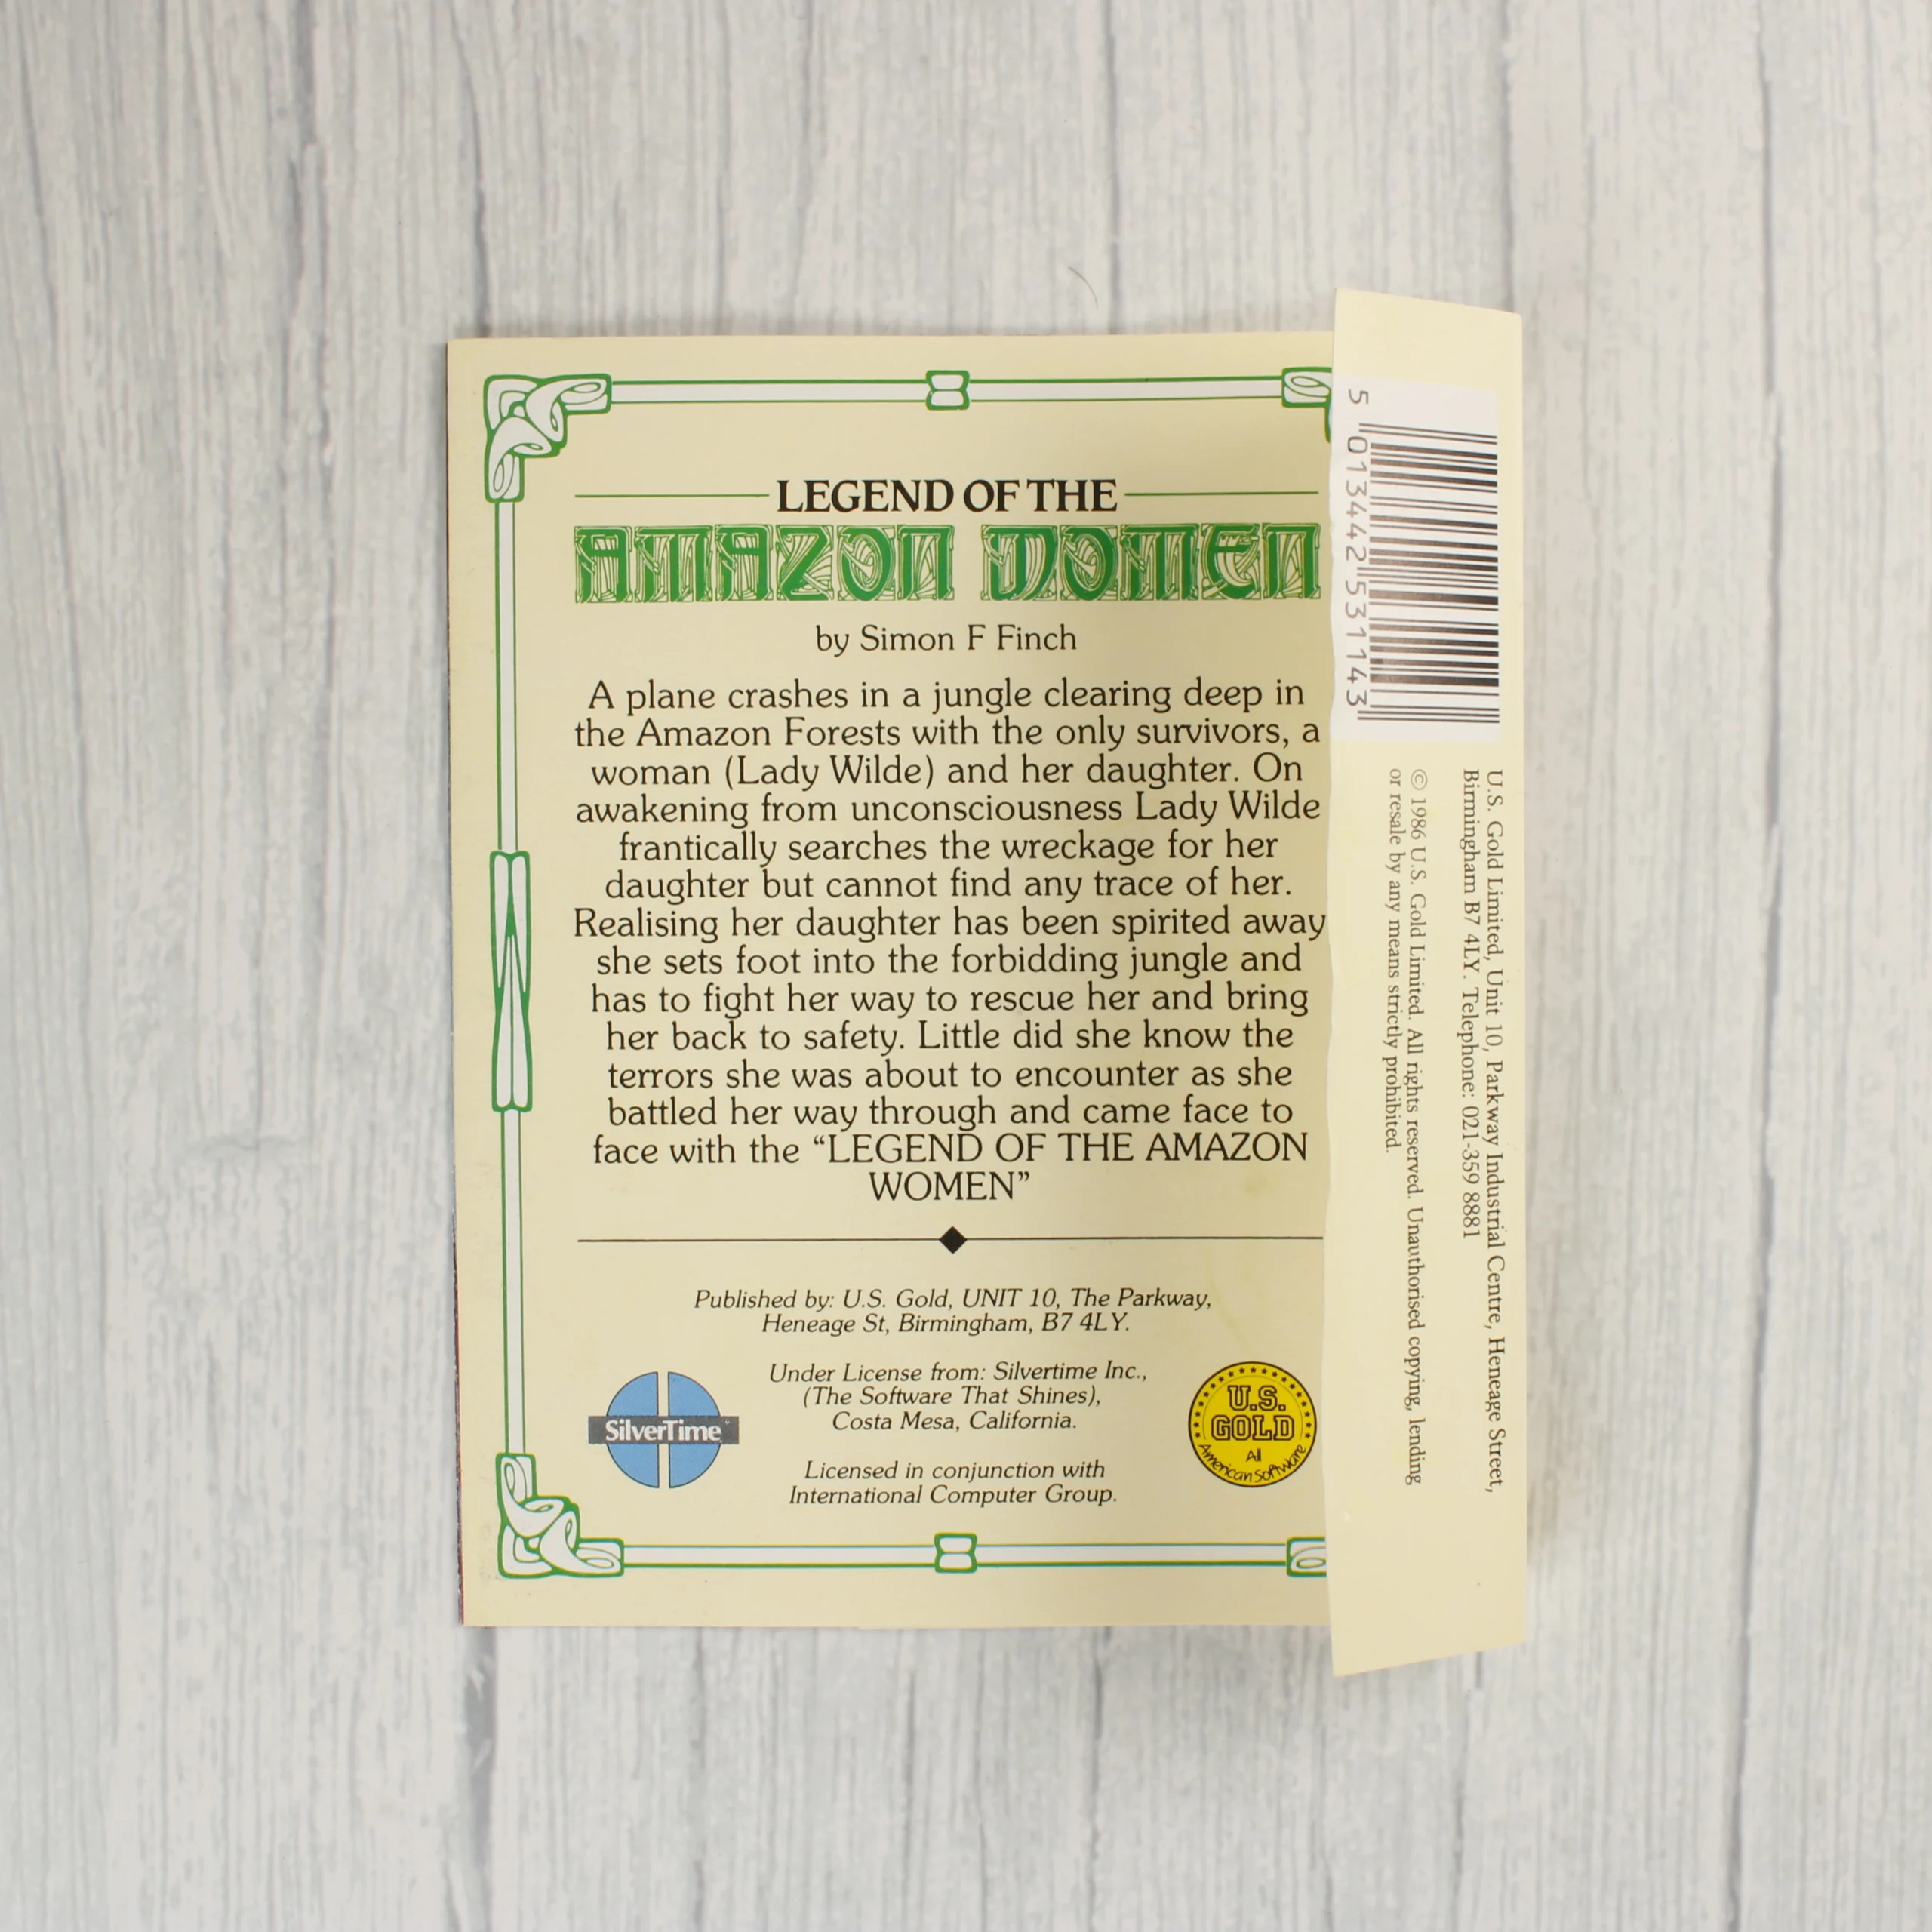 LEGEND OF THE
AMAZON WOMEN
by Simon F Finch
A plane crashes in a jungle clearing deep in
the Amazon Forests with the only survivors, a
woman (Lady Wilde) and her daughter. On
awakening from unconsciousness Lady Wilde
frantically searches the wreckage for her
daughter but cannot find any trace of her.
Realising her daughter has been spirited away
she sets foot into the forbidding jungle and
has to fight her way to rescue her and bring
her back to safety. Little did she know the
terrors she was about to encounter as she
battled her way through and came face to
face with the “LEGEND OF THE AMAZON
WOMEN”
Published by: U.S. Gold, UNIT 10, The Parkway,
Heneage St, Birmingham, B7 4LY.
Under License from: Silvertime Inc.,
(The Software That Shines),
Costa Mesa, California.
Licensed in conjunction with
International Computer Group.
SilverTime
U.S.
GOLD
All
American Software
5 013442 531143
U.S. Gold Limited, Unit 10, Parkway Industrial Centre, Heneage Street,
Birmingham B7 4LY. Telephone: 021-359 8881
© 1986 U.S. Gold Limited. All rights reserved. Unauthorised copying, lending
or resale by any means strictly prohibited.